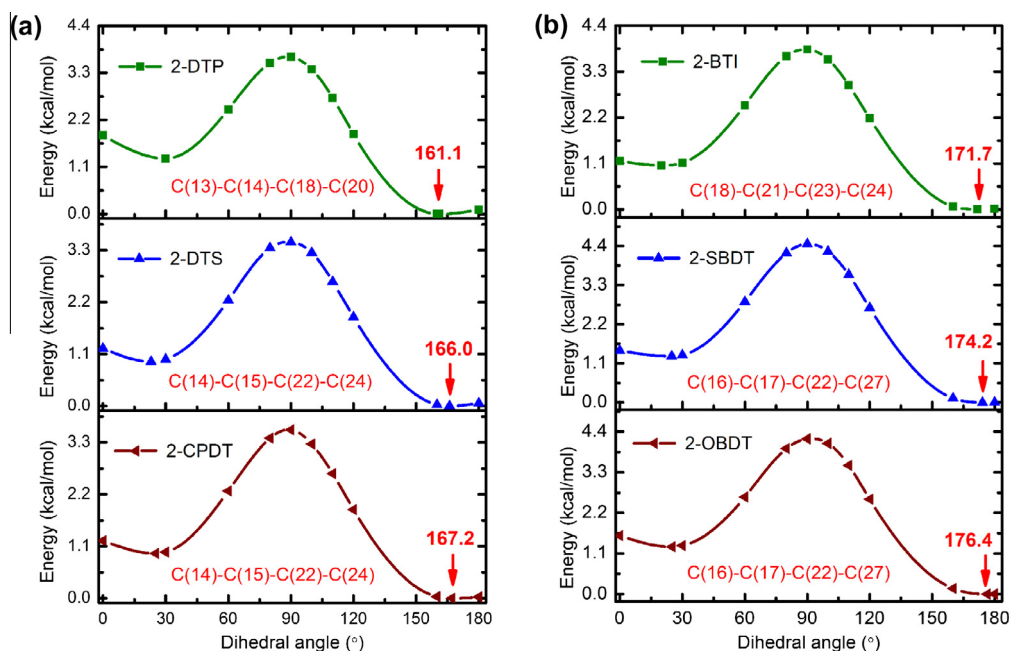 (a)
Energy (kcal/mol)
4.4
3.3
2.2
1.1
0.0
2-DTP
161.1
C(13)-C(14)-C(18)-C(20)
Energy (kcal/mol)
3.3
2.2
1.1
0.0
2-DTS
166.0
C(14)-C(15)-C(22)-C(24)
Energy (kcal/mol)
3.3
2.2
1.1
0.0
2-CPDT
167.2
C(14)-C(15)-C(22)-C(24)
0 30 60 90 120 150 180
Dihedral angle (°)
(b)
Energy (kcal/mol)
4.4
3.3
2.2
1.1
0.0
2-BTI
171.7
C(18)-C(21)-C(23)-C(24)
Energy (kcal/mol)
4.4
3.3
2.2
1.1
0.0
2-SBDT
174.2
C(16)-C(17)-C(22)-C(27)
Energy (kcal/mol)
4.4
3.3
2.2
1.1
0.0
2-OBDT
176.4
C(16)-C(17)-C(22)-C(27)
0 30 60 90 120 150 180
Dihedral angle (°)